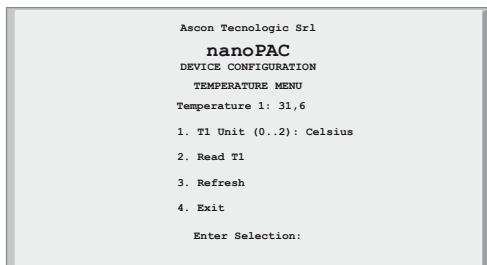 Ascon Tecnologic Srl
nanoPAC
DEVICE CONFIGURATION
TEMPERATURE MENU
Temperature 1: 31,6
1. T1 Unit (0..2): Celsius
2. Read T1
3. Refresh
4. Exit
Enter Selection: